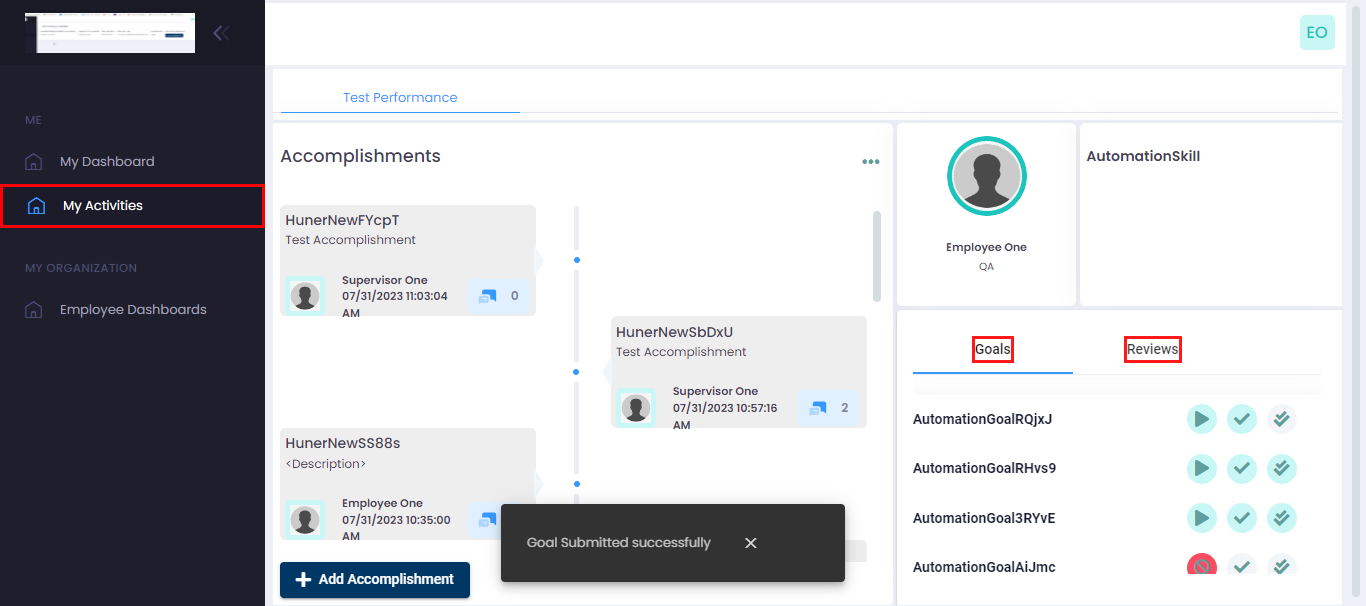 EO
ME
My Dashboard
My Activities
MY ORGANIZATION
Employee Dashboards
Test Performance
Accomplishments
HunerNewFYcpT
Test Accomplishment
Supervisor One
07/31/2023 11:03:04
AM
0
HunerNewSbDxU
Test Accomplishment
Supervisor One
07/31/2023 10:57:16
AM
2
HunerNewSS88s
<Description>
Employee One
07/31/2023 10:35:00
AM
Add Accomplishment
Goal Submitted successfully
Employee One
QA
AutomationSkill
Goals
Reviews
AutomationGoalRQjxJ
AutomationGoalRHvs9
AutomationGoal3RYvE
AutomationGoalAiJmc